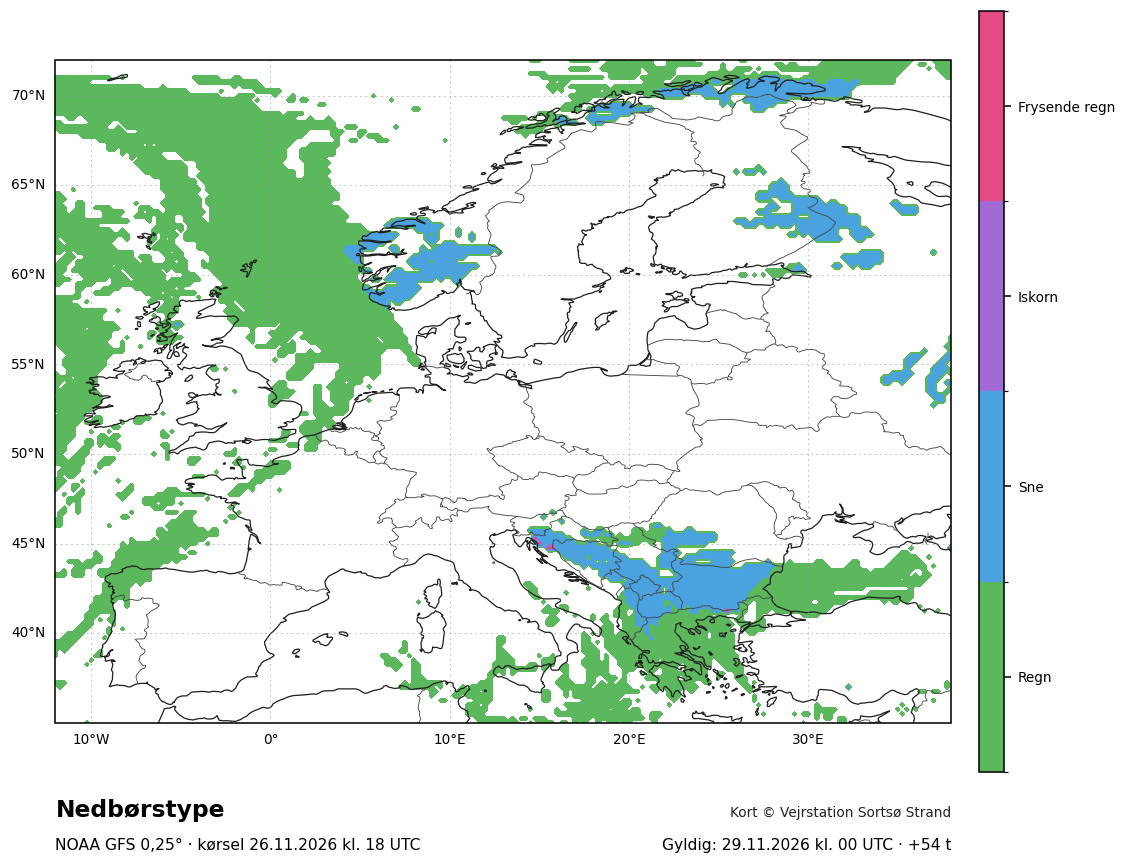 Frysende regn
Iskorn
Sne
Regn
70°N
65°N
60°N
55°N
50°N
45°N
40°N
10°W
0°
10°E
20°E
30°E
Nedbørstype
Kort © Vejrstation Sortsø Strand
NOAA GFS 0,25° · kørsel 26.11.2026 kl. 18 UTC
Gyldig: 29.11.2026 kl. 00 UTC · +54 t